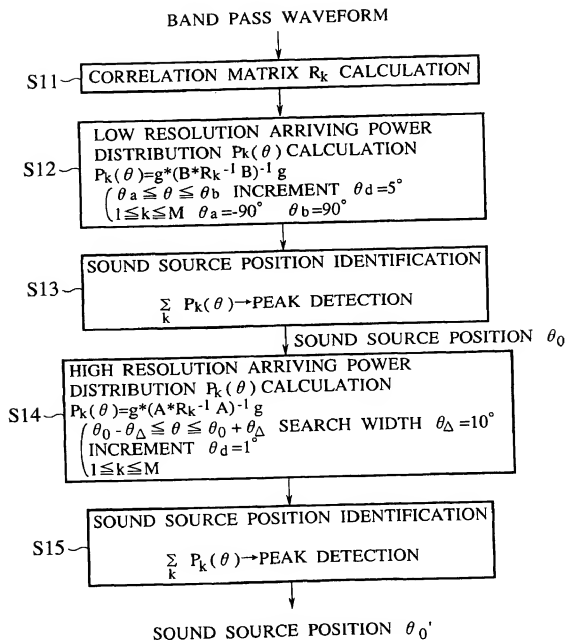 BAND PASS WAVEFORM
S11
CORRELATION MATRIX Rk CALCULATION
S12
LOW RESOLUTION ARRIVING POWER
DISTRIBUTION Pk(θ) CALCULATION
Pk(θ)=g*(B*Rk⁻¹ B)⁻¹ g
θa≦θ≦θb INCREMENT θd=5°
1≦k≦M θa=-90° θb=90°
S13
SOUND SOURCE POSITION IDENTIFICATION
Σk Pk(θ)→PEAK DETECTION
SOUND SOURCE POSITION θ0
S14
HIGH RESOLUTION ARRIVING POWER
DISTRIBUTION Pk(θ) CALCULATION
Pk(θ)=g*(A*Rk⁻¹ A)⁻¹ g
θ0-θΔ≦θ≦θ0+θΔ SEARCH WIDTH θΔ=10°
INCREMENT θd=1°
1≦k≦M
S15
SOUND SOURCE POSITION IDENTIFICATION
Σk Pk(θ)→PEAK DETECTION
SOUND SOURCE POSITION θ0'